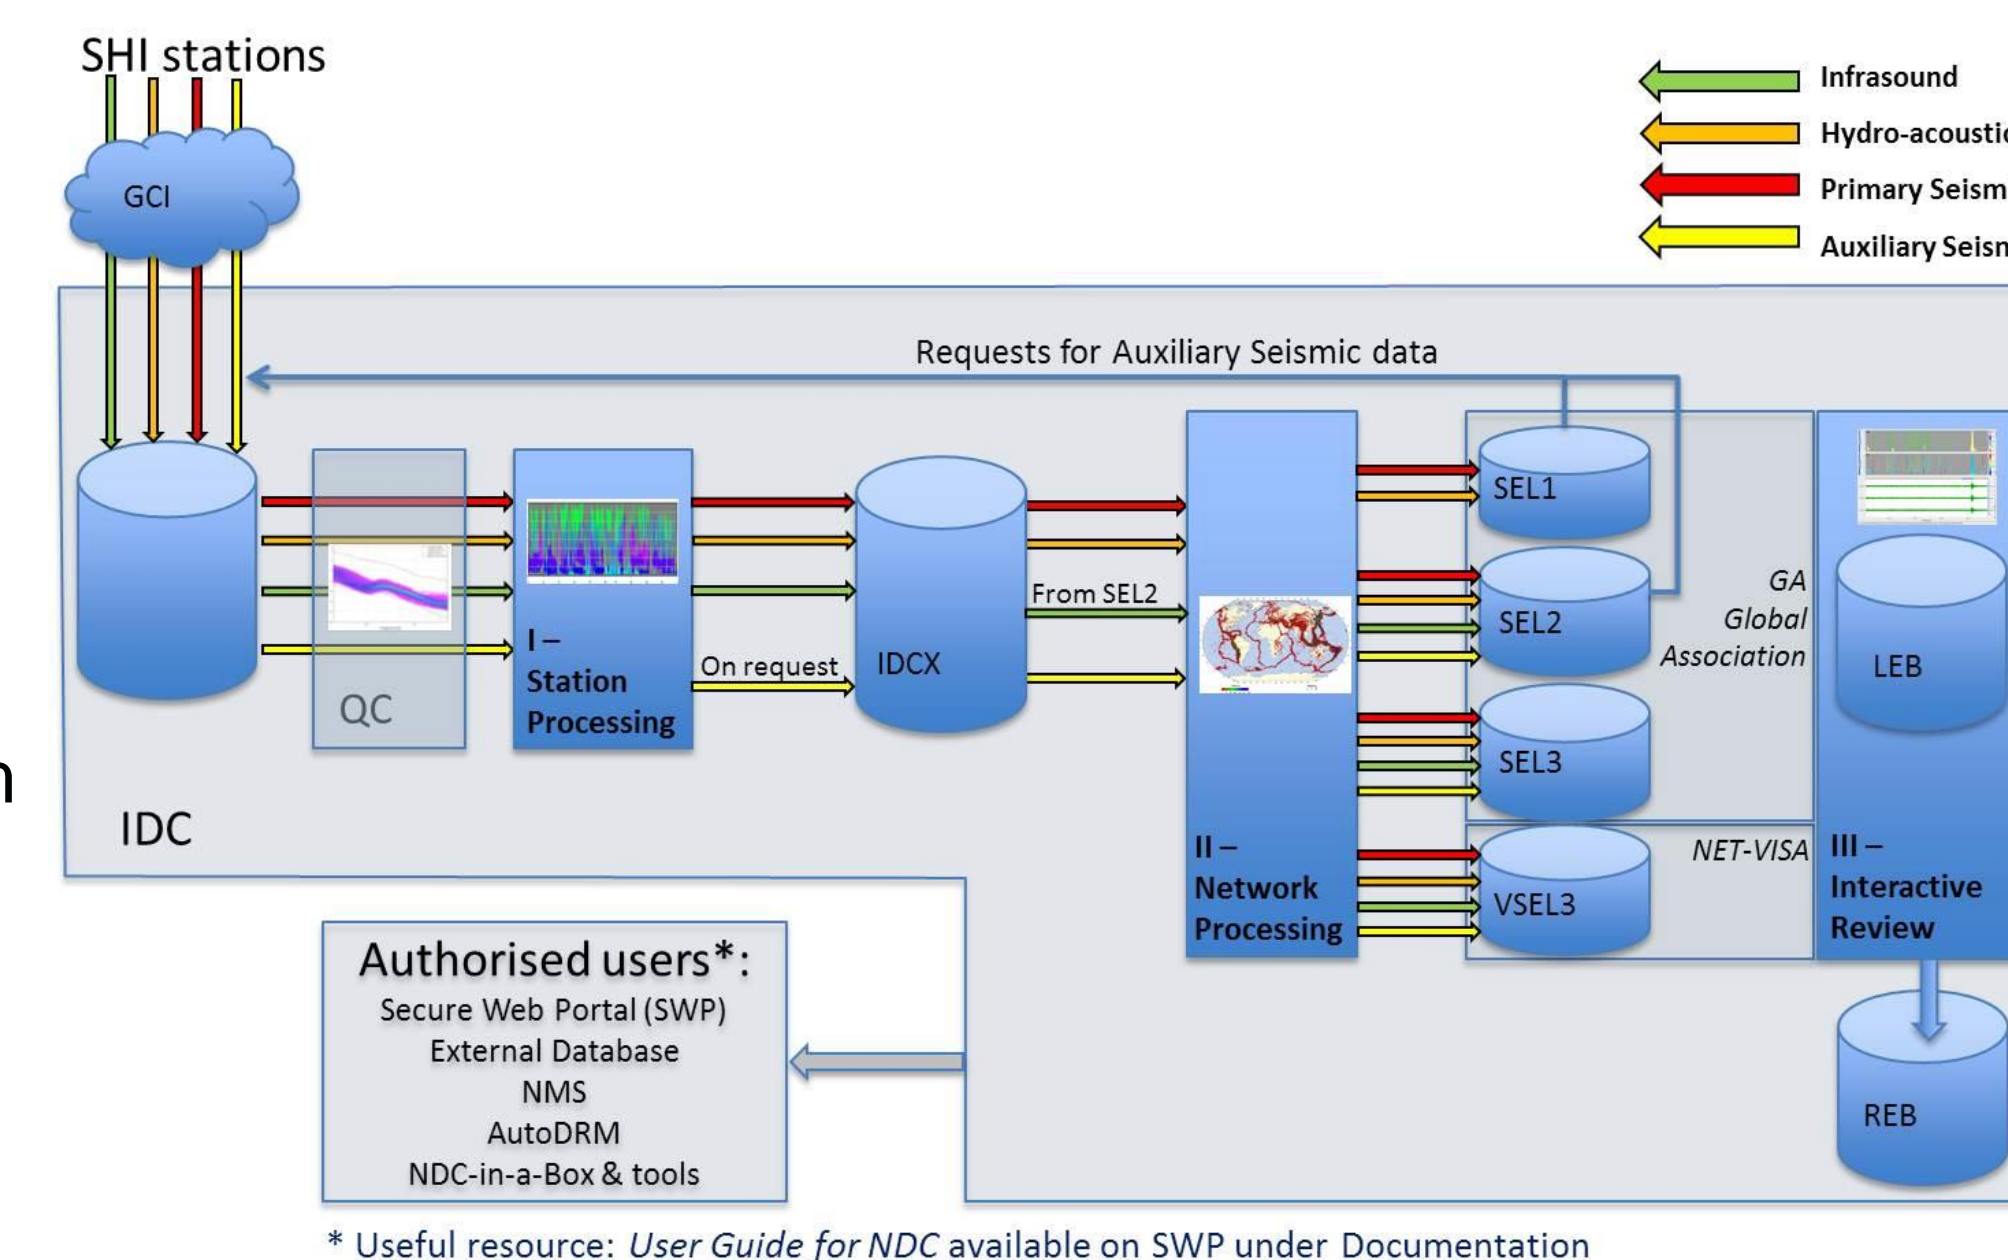 SHI stations
GCI
Infrasound
Primary
Auxiliary
Requests for Auxiliary Seismic data
QC
I –
Station
Processing
On request
IDCX
From SEL2
II –
Network
Processing
SEL1
SEL2
SEL3
GA
Global
Association
VSEL3
NET-VISA
LEB
III –
Interactive
Review
REB
IDC
Authorised users*:
Secure Web Portal (SWP)
External Database
NMS
AutoDRM
NDC-in-a-Box & tools
* Useful resource: User Guide for NDC available on SWP under Documentation